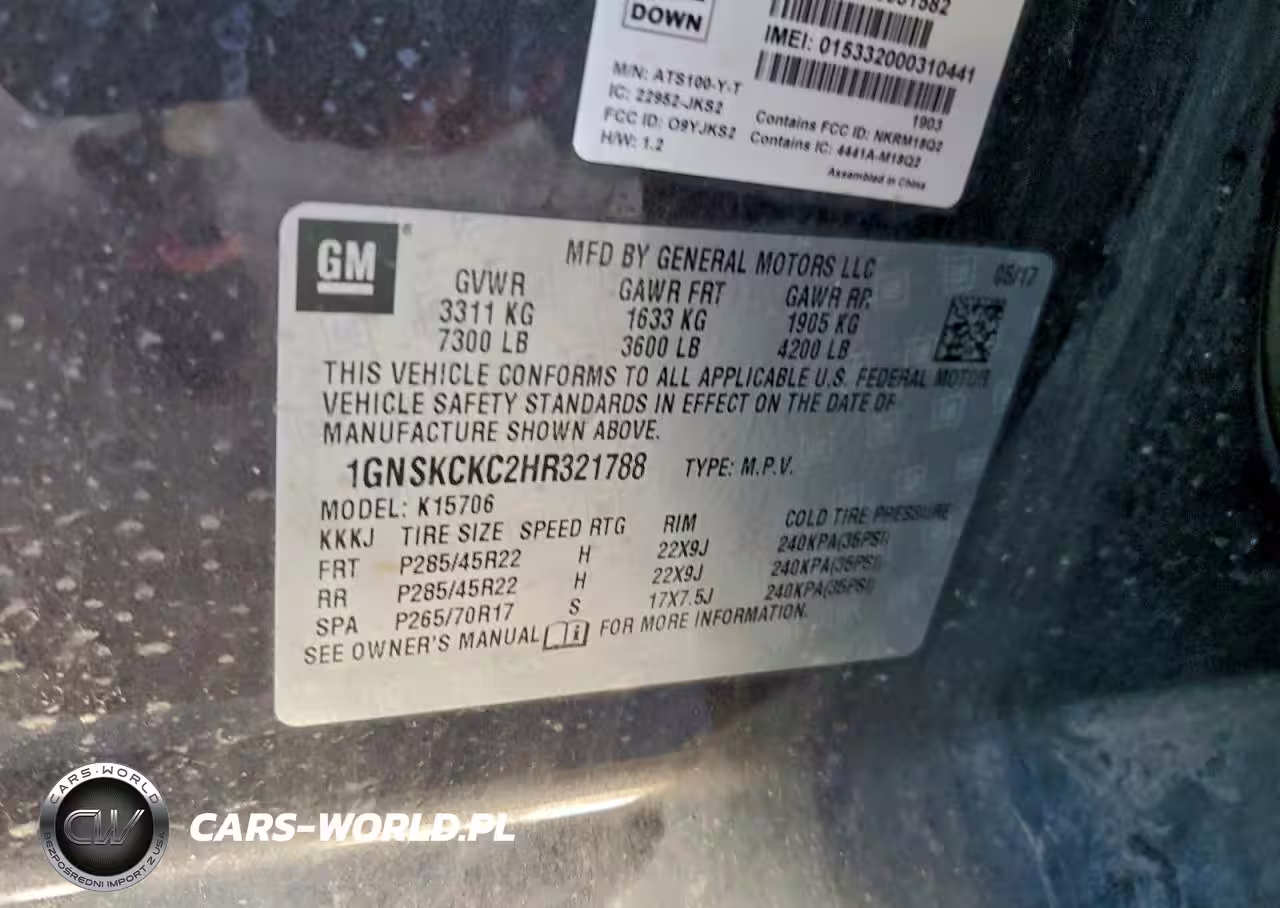 DOWN
IMEI: 015332000310441
M/N: ATS100-Y-T
IC: 22952-JKS2
FCC ID: O9YJKS2
H/W: 1.2
1903
Contains FCC ID: NKRM18Q2
Contains IC: 4441A-M18Q2
Assembled in China
GM
®
MFD BY GENERAL MOTORS LLC
05/17
GVWR GAWR FRT GAWR RR
3311 KG 1633 KG 1905 KG
7300 LB 3600 LB 4200 LB
THIS VEHICLE CONFORMS TO ALL APPLICABLE U.S. FEDERAL MOTOR
VEHICLE SAFETY STANDARDS IN EFFECT ON THE DATE OF
MANUFACTURE SHOWN ABOVE.
1GNSKCKC2HR321788 TYPE: M.P.V.
MODEL: K15706
KKKJ TIRE SIZE SPEED RTG RIM COLD TIRE PRESSURE
FRT P285/45R22 H 22X9J 240KPA(35PSI)
RR P285/45R22 H 22X9J 240KPA(35PSI)
SPA P265/70R17 S 17X7.5J 240KPA(35PSI)
SEE OWNER'S MANUAL FOR MORE INFORMATION.
CARS-WORLD
CW
BEZPOŚREDNI IMPORT Z USA
CARS-WORLD.PL